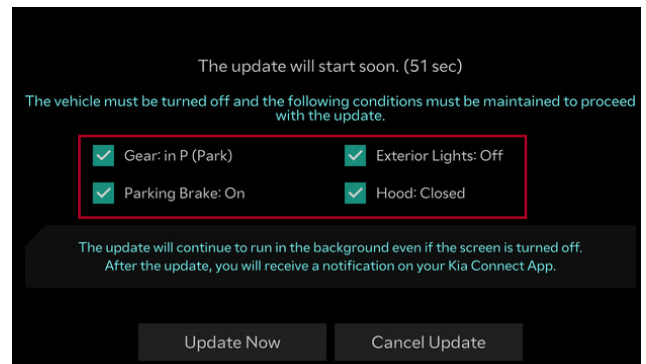 The update will start soon. (51 sec)
The vehicle must be turned off and the following conditions must be maintained to proceed
with the update.
Gear: in P (Park)
Exterior Lights: Off
Parking Brake: On
Hood: Closed
The update will continue to run in the background even if the screen is turned off.
After the update, you will receive a notification on your Kia Connect App.
Update Now
Cancel Update